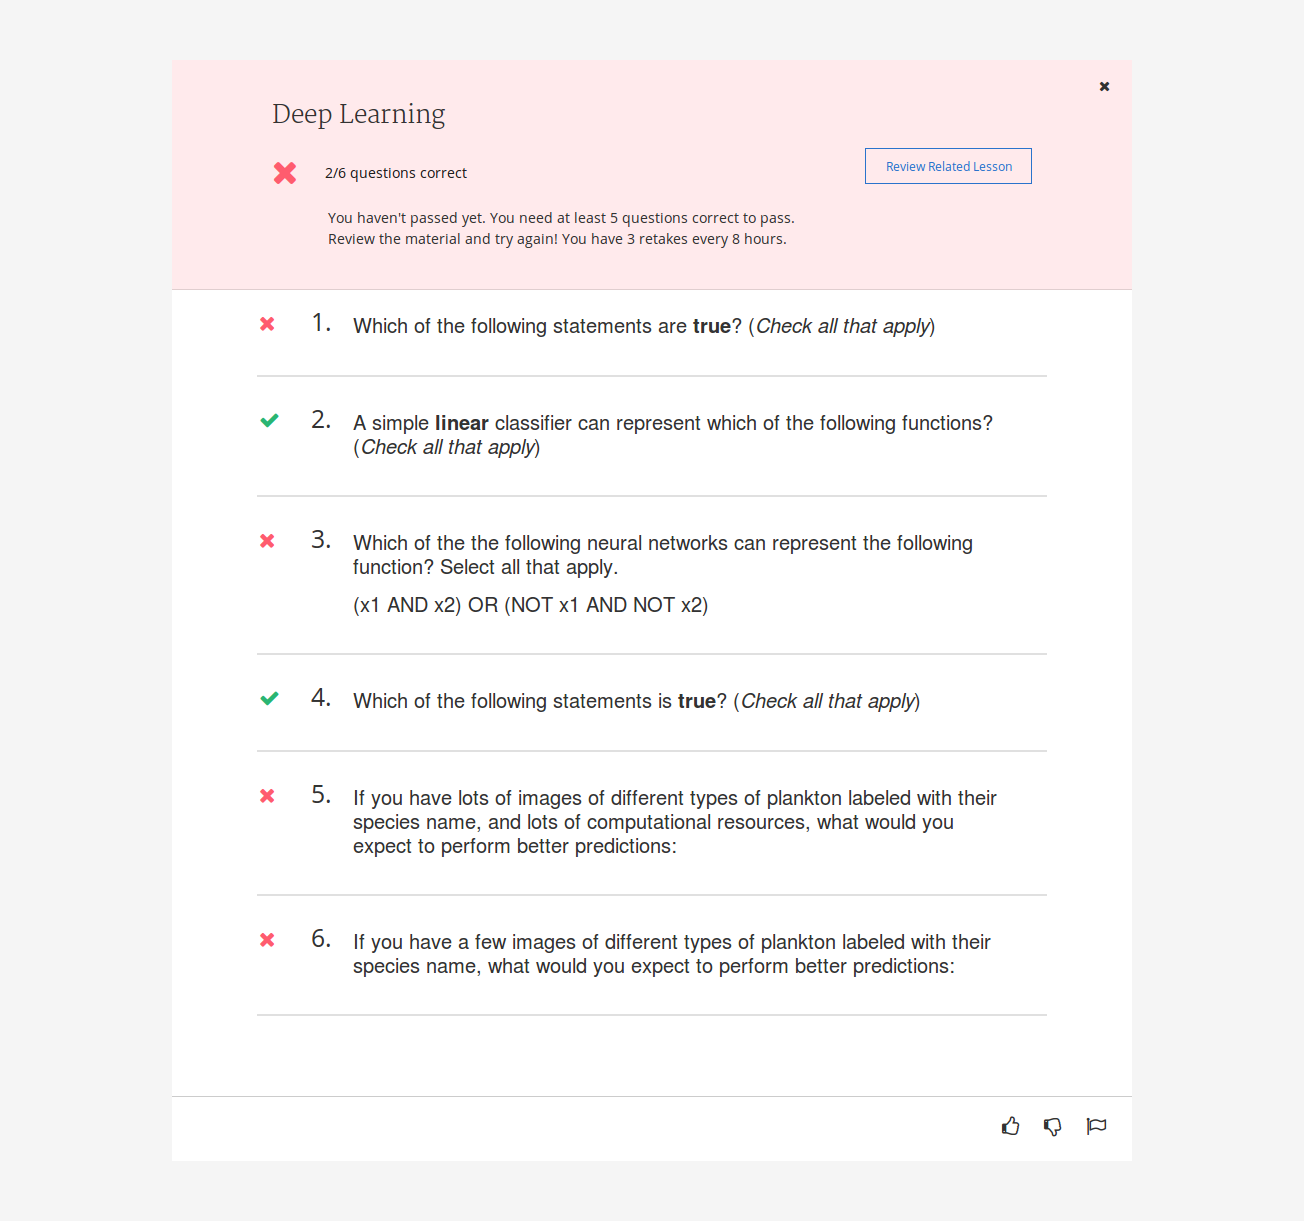 Deep Learning
2/6 questions correct
Review Related Lesson
You haven't passed yet. You need at least 5 questions correct to pass.
Review the material and try again! You have 3 retakes every 8 hours.
1. Which of the following statements are true? (Check all that apply)
2. A simple linear classifier can represent which of the following functions?
(Check all that apply)
3. Which of the the following neural networks can represent the following
function? Select all that apply.
(x1 AND x2) OR (NOT x1 AND NOT x2)
4. Which of the following statements is true? (Check all that apply)
5. If you have lots of images of different types of plankton labeled with their
species name, and lots of computational resources, what would you
expect to perform better predictions:
6. If you have a few images of different types of plankton labeled with their
species name, what would you expect to perform better predictions: